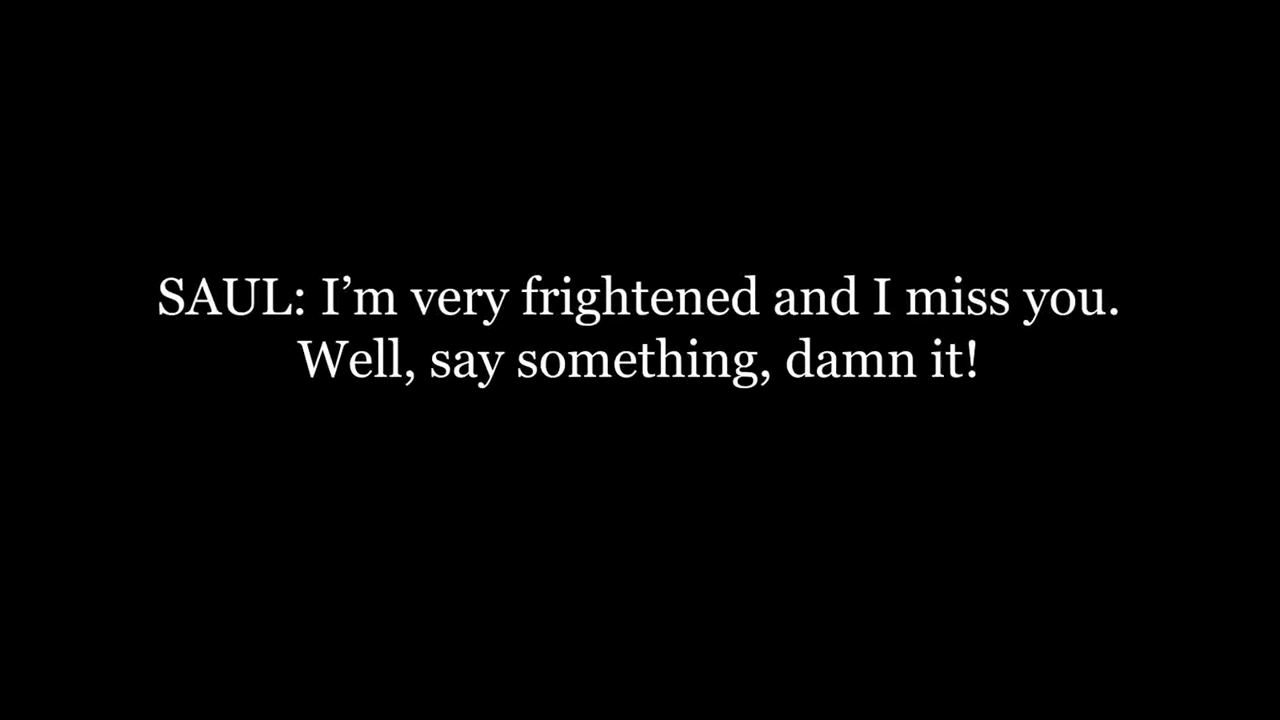 SAUL: I’m very frightened and I miss you.
Well, say something, damn it!